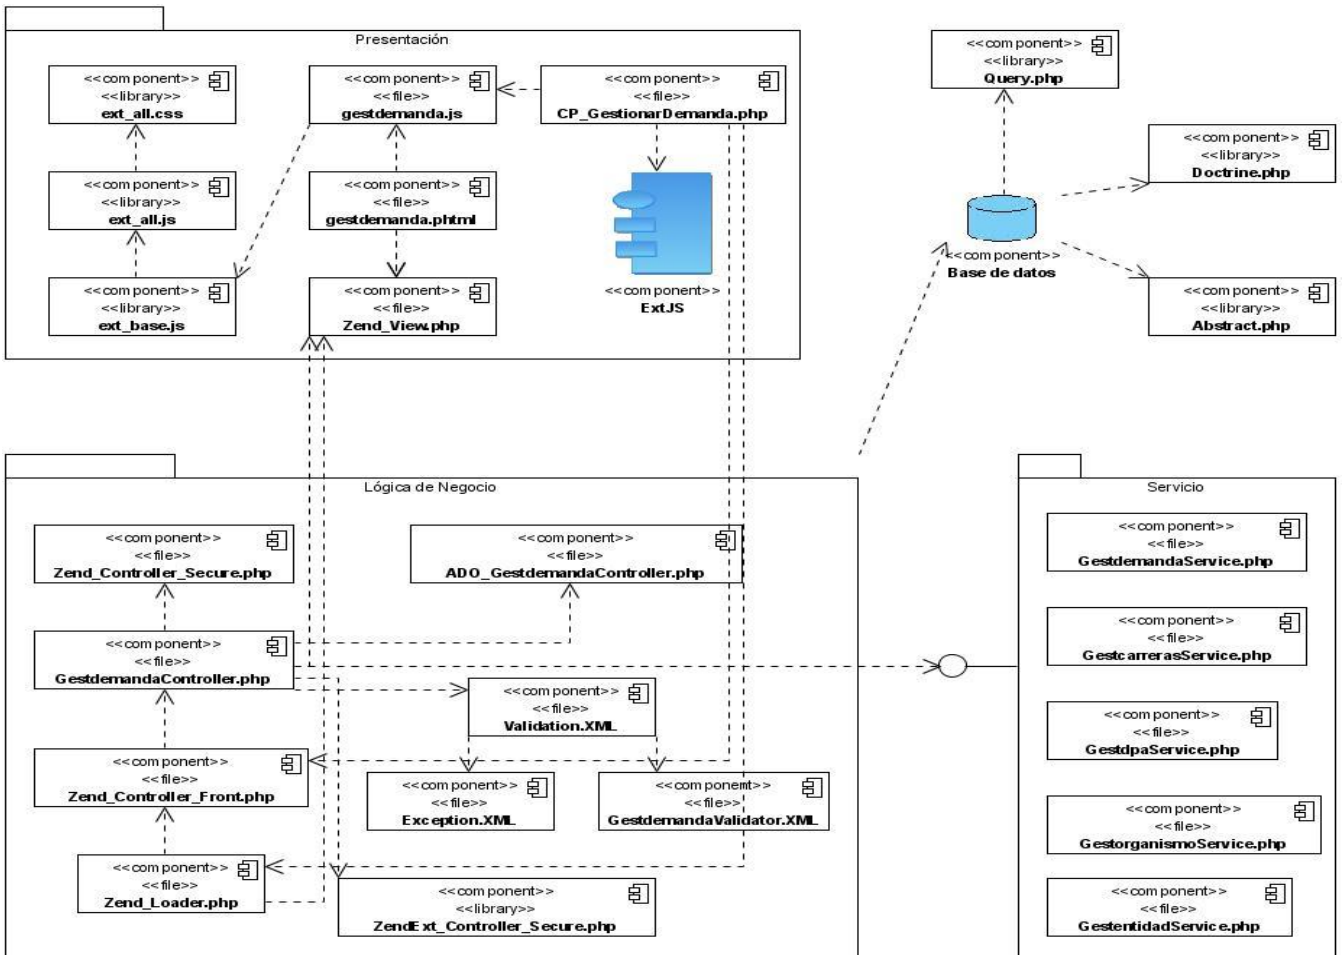 Presentación
<<component>>
<<library>>
ext_all.css
<<component>>
<<file>>
gestdemanda.js
<<component>>
<<file>>
CP_GestionarDemanda.php
<<component>>
<<library>>
ext_all.js
<<component>>
<<file>>
gestdemanda.phtml
<<component>>
ExtJS
<<component>>
<<library>>
ext_base.js
<<component>>
<<file>>
Zend_View.php
<<component>>
<<library>>
Query.php
<<component>>
<<library>>
Doctrine.php
<<component>>
Base de datos
<<component>>
<<library>>
Abstract.php
Lógica de Negocio
<<component>>
<<file>>
Zend_Controller_Secure.php
<<component>>
<<file>>
ADO_GestdemandaController.php
<<component>>
<<file>>
GestdemandaController.php
<<component>>
<<file>>
Validation.XML
<<component>>
<<file>>
Zend_Controller_Front.php
<<component>>
<<file>>
Exception.XML
<<component>>
<<file>>
GestdemandaValidator.XML
<<component>>
<<file>>
Zend_Loader.php
<<component>>
<<library>>
ZendExt_Controller_Secure.php
Servicio
<<component>>
<<file>>
GestdemandaService.php
<<component>>
<<file>>
GestcarrerasService.php
<<component>>
<<file>>
GestdpaService.php
<<component>>
<<file>>
GestorganismoService.php
<<component>>
<<file>>
GestentidadService.php